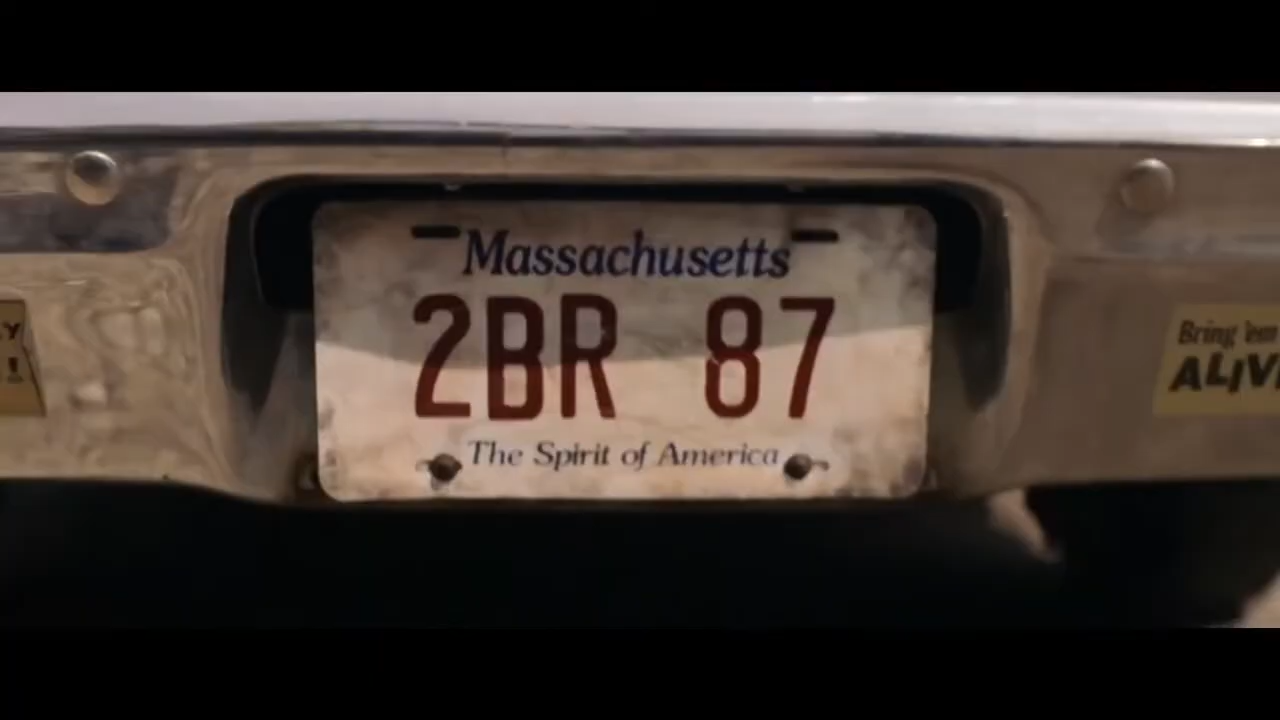 Massachusetts
2BR 87
The Spirit of America
Y
!
Bring 'em
ALIV